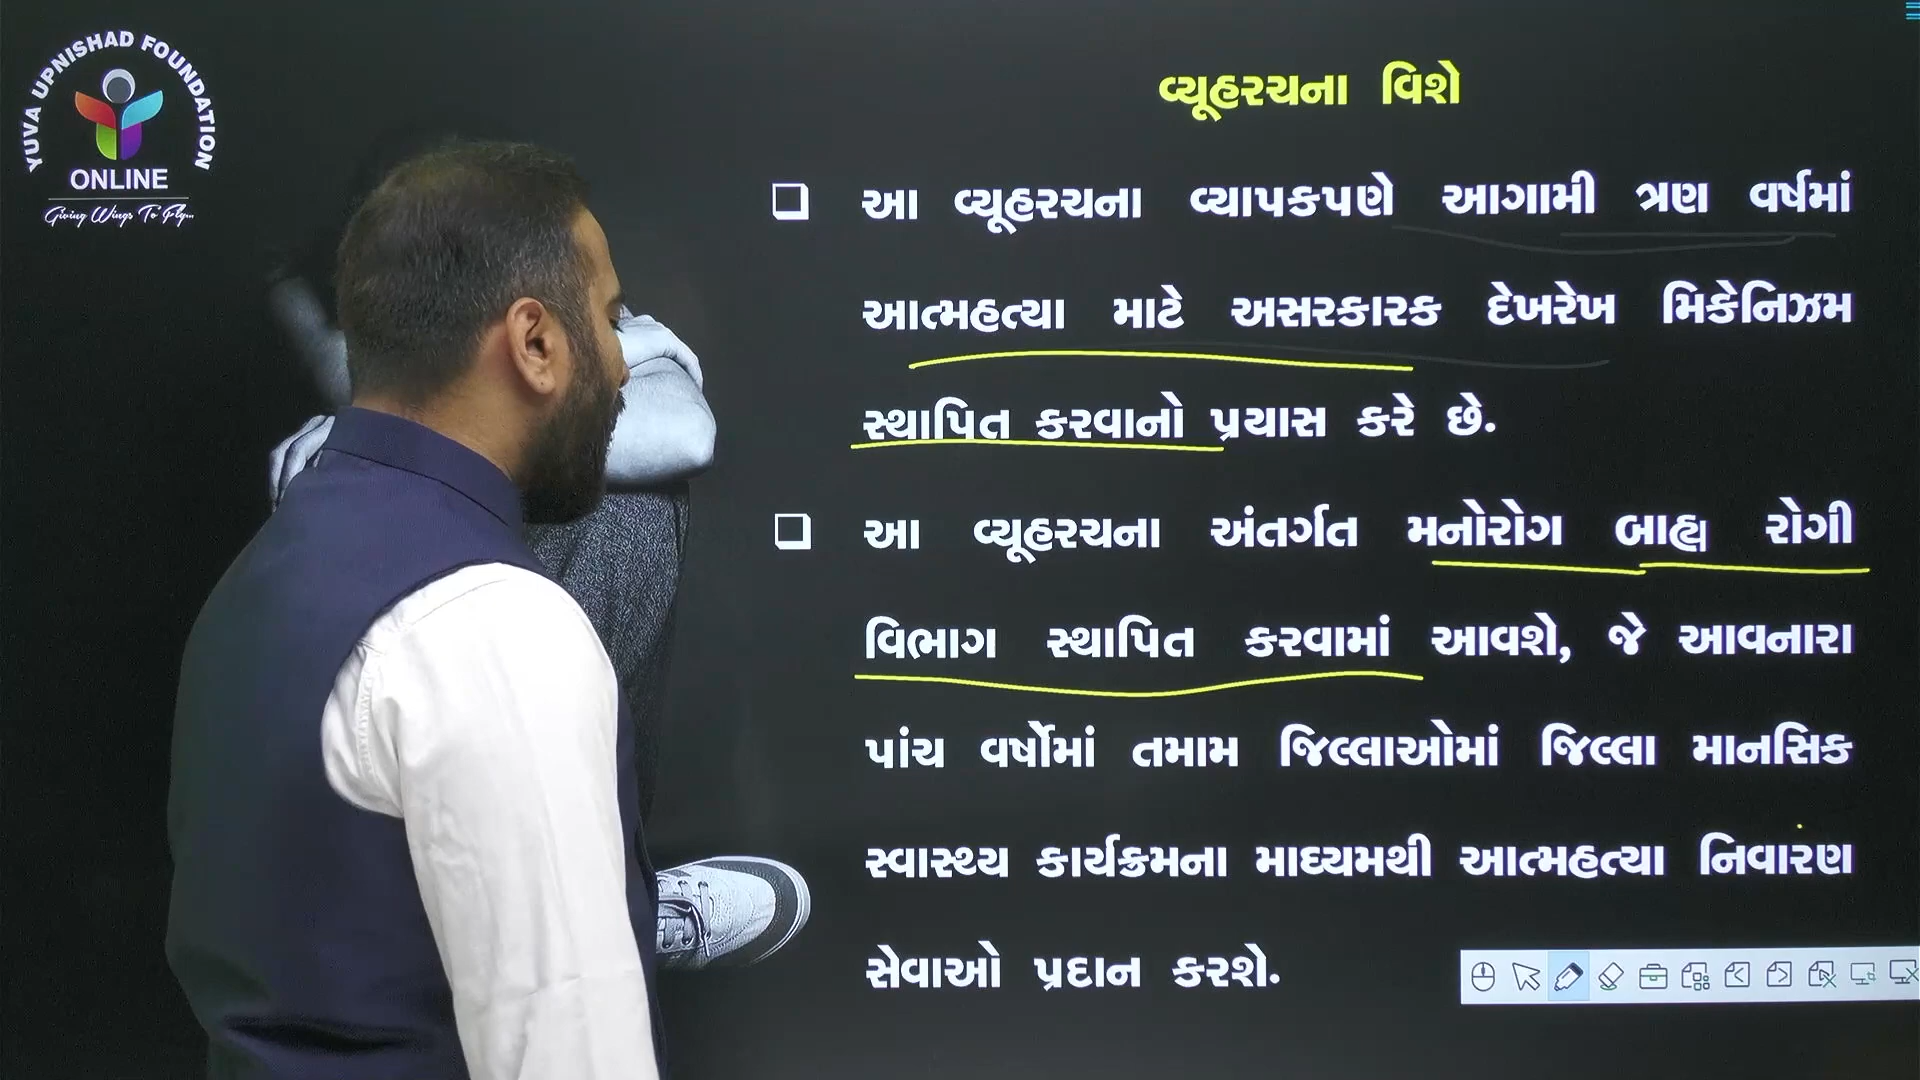 YUVA UPNISHAD FOUNDATION
ONLINE
Giving Wings To Fly...
વ્યૂહરચના વિશે
આ વ્યૂહરચના વ્યાપકપણે આગામી ત્રણ વર્ષમાં
આત્મહત્યા માટે અસરકારક દેખરેખ મિકેનિઝમ
સ્થાપિત કરવાનો પ્રયાસ કરે છે.
આ વ્યૂહરચના અંતર્ગત મનોરોગ બાહ્ય રોગી
વિભાગ સ્થાપિત કરવામાં આવશે, જે આવનારા
પાંચ વર્ષોમાં તમામ જિલ્લાઓમાં જિલ્લા માનસિક
સ્વાસ્થ્ય કાર્યક્રમના માધ્યમથી આત્મહત્યા નિવારણ
સેવાઓ પ્રદાન કરશે.